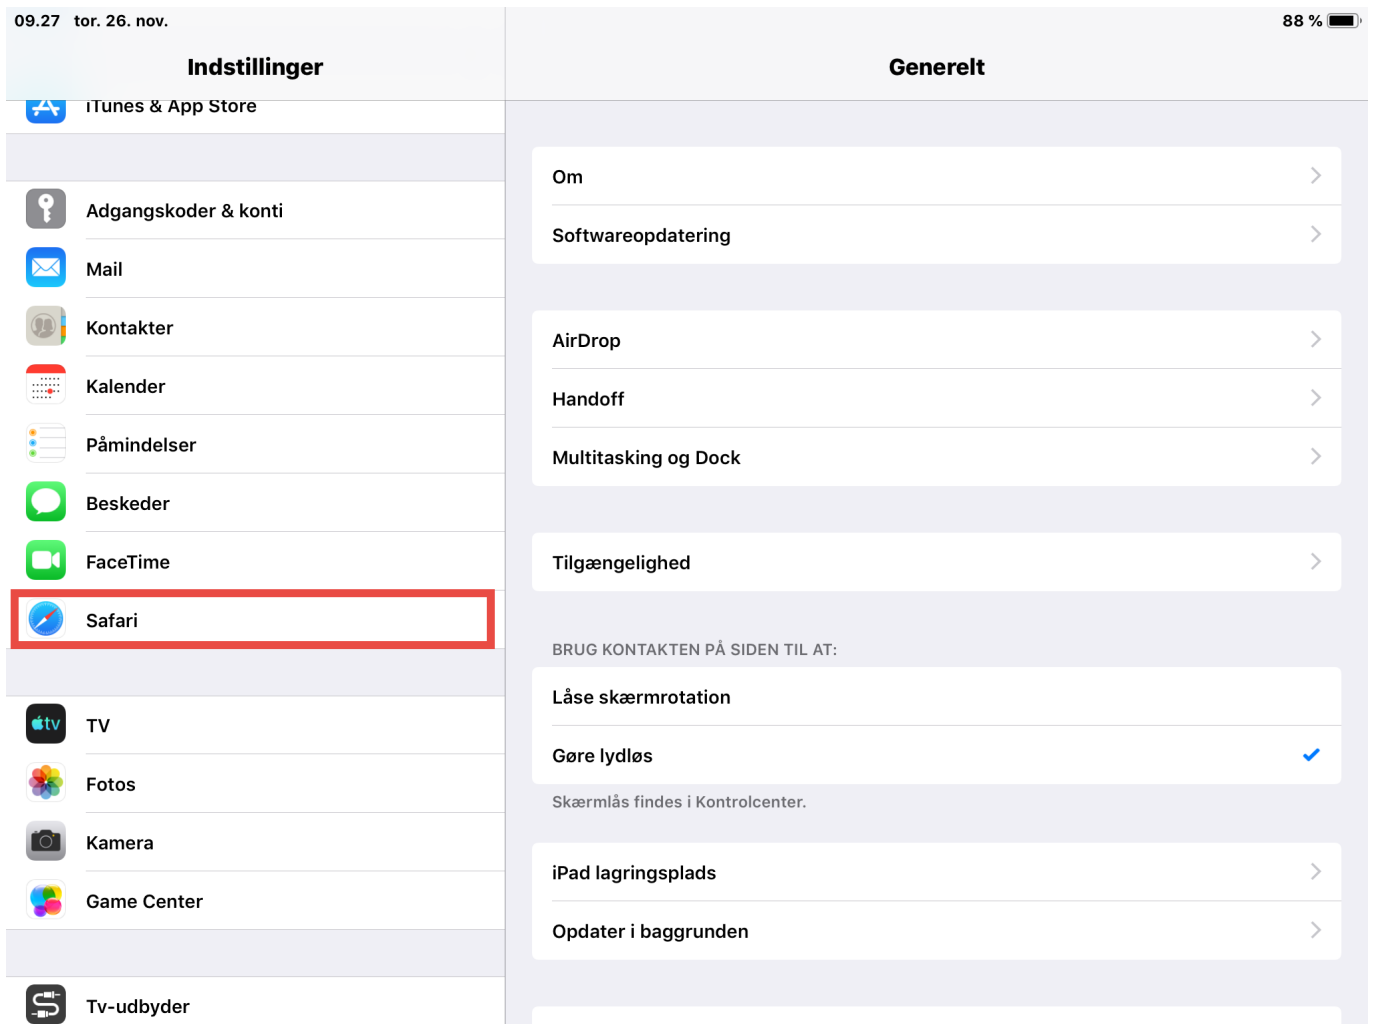 09.27 tor. 26. nov.
88 %
Indstillinger
iTunes & App Store
Adgangskoder & konti
Mail
Kontakter
Kalender
Påmindelser
Beskeder
FaceTime
Safari
tv
TV
Fotos
Kamera
Game Center
Tv-udbyder
Generelt
Om
Softwareopdatering
AirDrop
Handoff
Multitasking og Dock
Tilgængelighed
BRUG KONTAKTEN PÅ SIDEN TIL AT:
Låse skærmrotation
Gøre lydløs
Skærmlås findes i Kontrolcenter.
iPad lagringsplads
Opdater i baggrunden